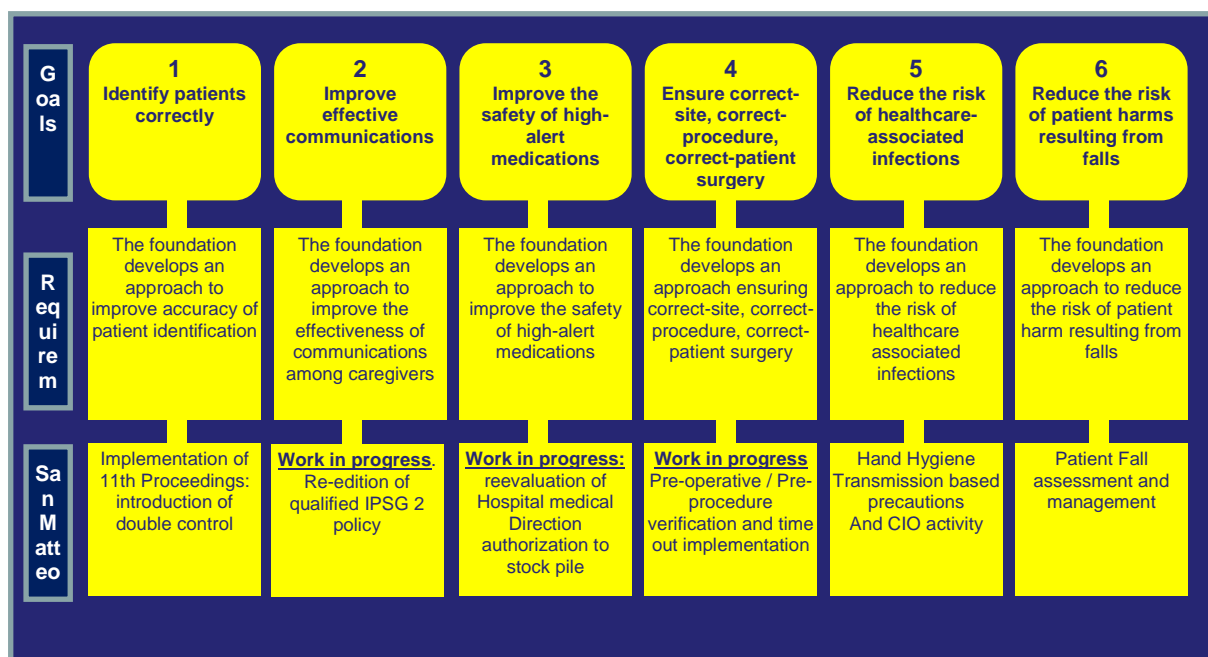 G
oa
ls
1
Identify patients
correctly
2
Improve
effective
communications
3
Improve the
safety of high-
alert
medications
4
Ensure correct-
site, correct-
procedure,
correct-patient
surgery
5
Reduce the risk
of healthcare-
associated
infections
6
Reduce the risk
of patient harms
resulting from
falls
R
eq
ui
re
m
The foundation
develops an
approach to
improve accuracy of
patient identification
The foundation
develops an
approach to
improve the
effectiveness of
communications
among caregivers
The foundation
develops an
approach to
improve the safety
of high-alert
medications
The foundation
develops an
approach ensuring
correct-site, correct-
procedure, correct-
patient surgery
The foundation
develops an
approach to reduce
the risk of
healthcare
associated
infections
The foundation
develops an
approach to reduce
the risk of patient
harm resulting from
falls
Sa
n
M
att
eo
Implementation of
11th Proceedings:
introduction of
double control
Work in progress.
Re-edition of
qualified IPSG 2
policy
Work in progress:
reevaluation of
Hospital medical
Direction
authorization to
stock pile
Work in progress
Pre-operative / Pre-
procedure
verification and time
out implementation
Hand Hygiene
Transmission based
precautions
And CIO activity
Patient Fall
assessment and
management